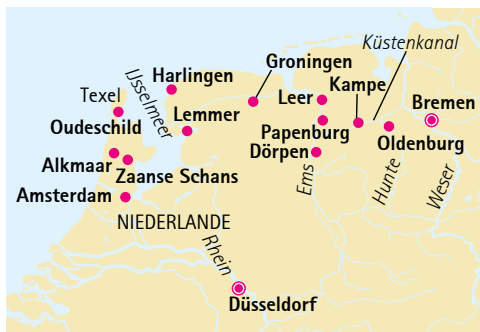 Groningen
Küstenkanal
Harlingen
Kampe
Texel
IJsselmeer
Leer
Bremen
Oudeschild
Lemmer
Papenburg
Oldenburg
Dörpen
Alkmaar
Zaanse Schans
Ems
Hunte
Weser
Amsterdam
NIEDERLANDE
Rhein
Düsseldorf